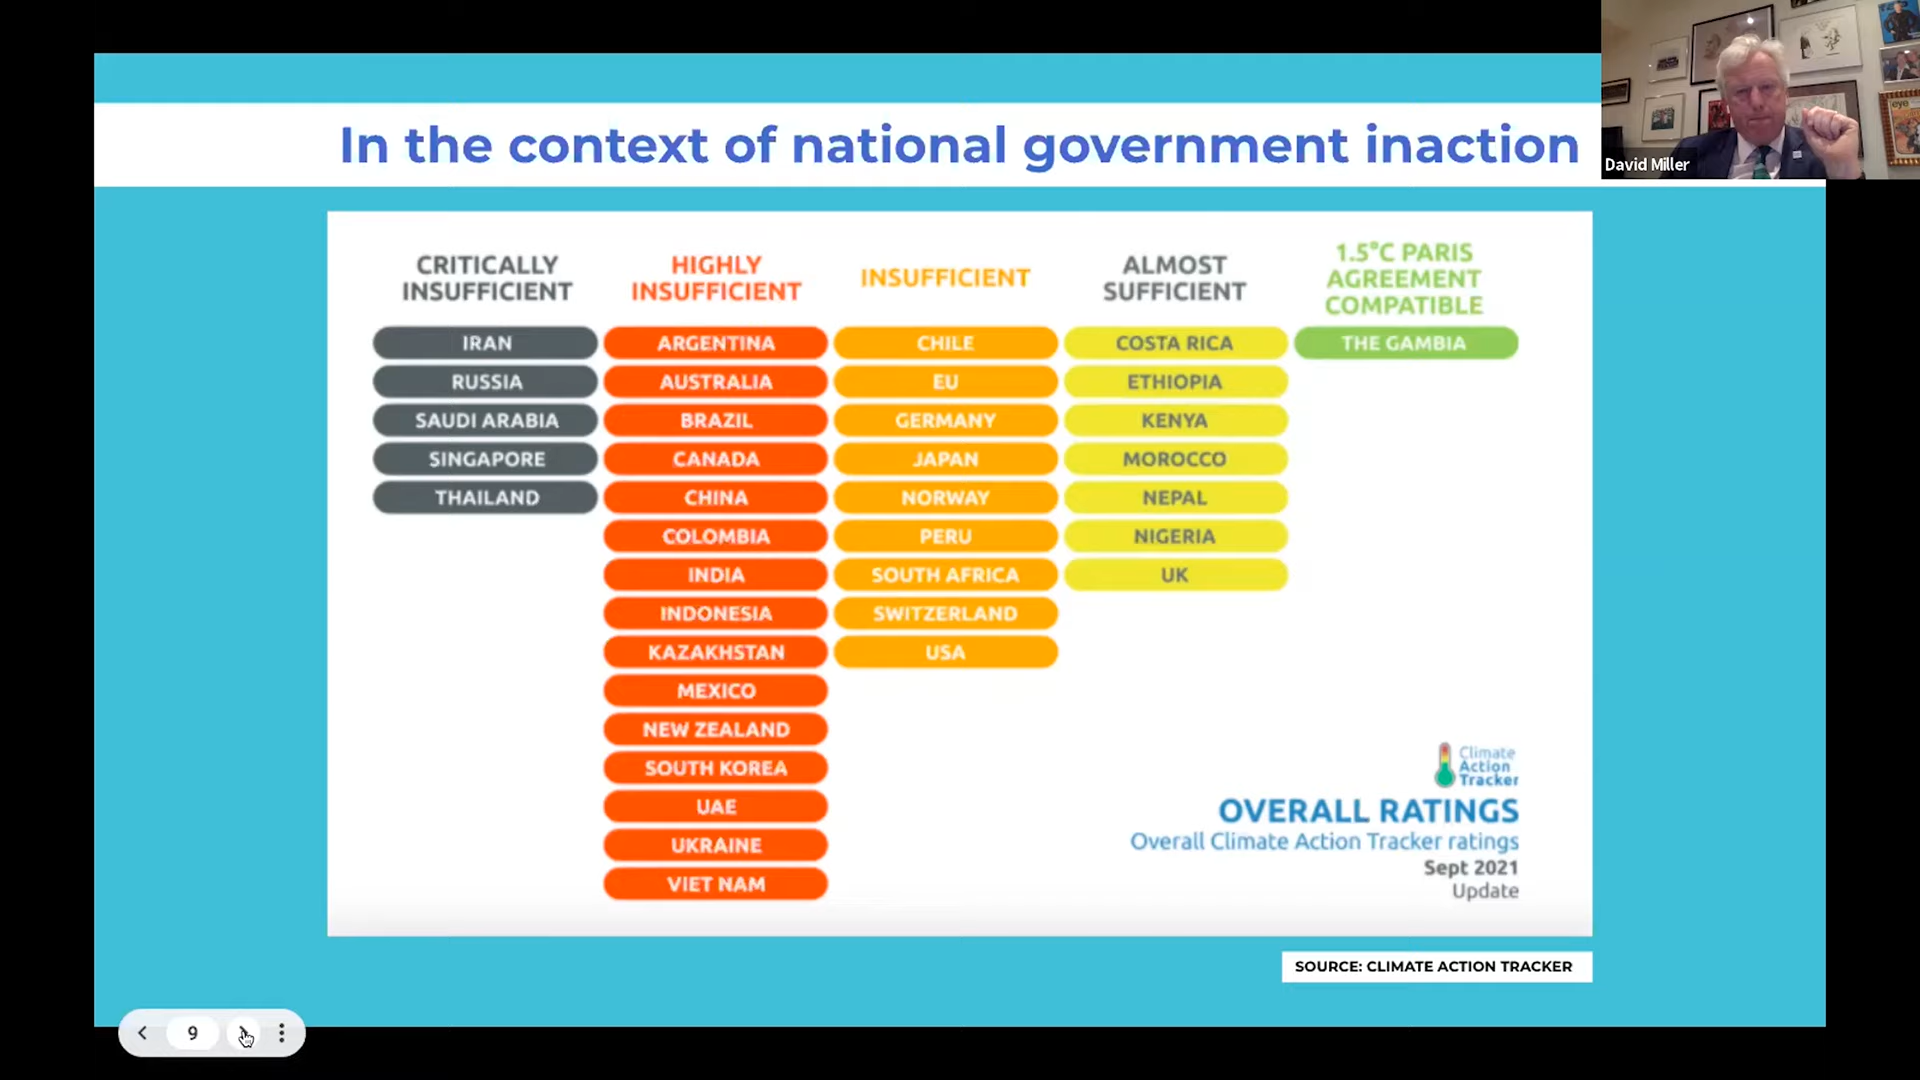 In the context of national government inaction
David Miller
eye
CRITICALLY
INSUFFICIENT
IRAN
RUSSIA
SAUDI ARABIA
SINGAPORE
THAILAND
HIGHLY
INSUFFICIENT
ARGENTINA
AUSTRALIA
BRAZIL
CANADA
CHINA
COLOMBIA
INDIA
INDONESIA
KAZAKHSTAN
MEXICO
NEW ZEALAND
SOUTH KOREA
UAE
UKRAINE
VIET NAM
INSUFFICIENT
CHILE
EU
GERMANY
JAPAN
NORWAY
PERU
SOUTH AFRICA
SWITZERLAND
USA
ALMOST
SUFFICIENT
COSTA RICA
ETHIOPIA
KENYA
MOROCCO
NEPAL
NIGERIA
UK
1.5°C PARIS
AGREEMENT
COMPATIBLE
THE GAMBIA
Climate
Action
Tracker
OVERALL RATINGS
Overall Climate Action Tracker ratings
Sept 2021
Update
SOURCE: CLIMATE ACTION TRACKER
9